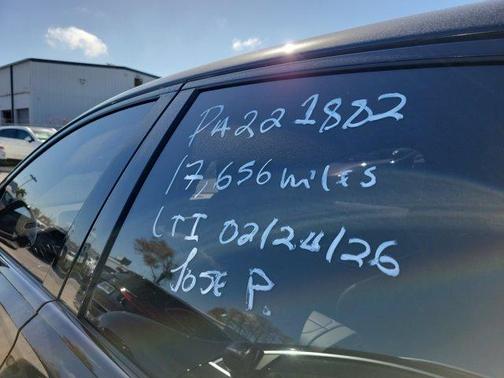 PA221882
17,656 miles
LTI 02/24/26
JOSE P.